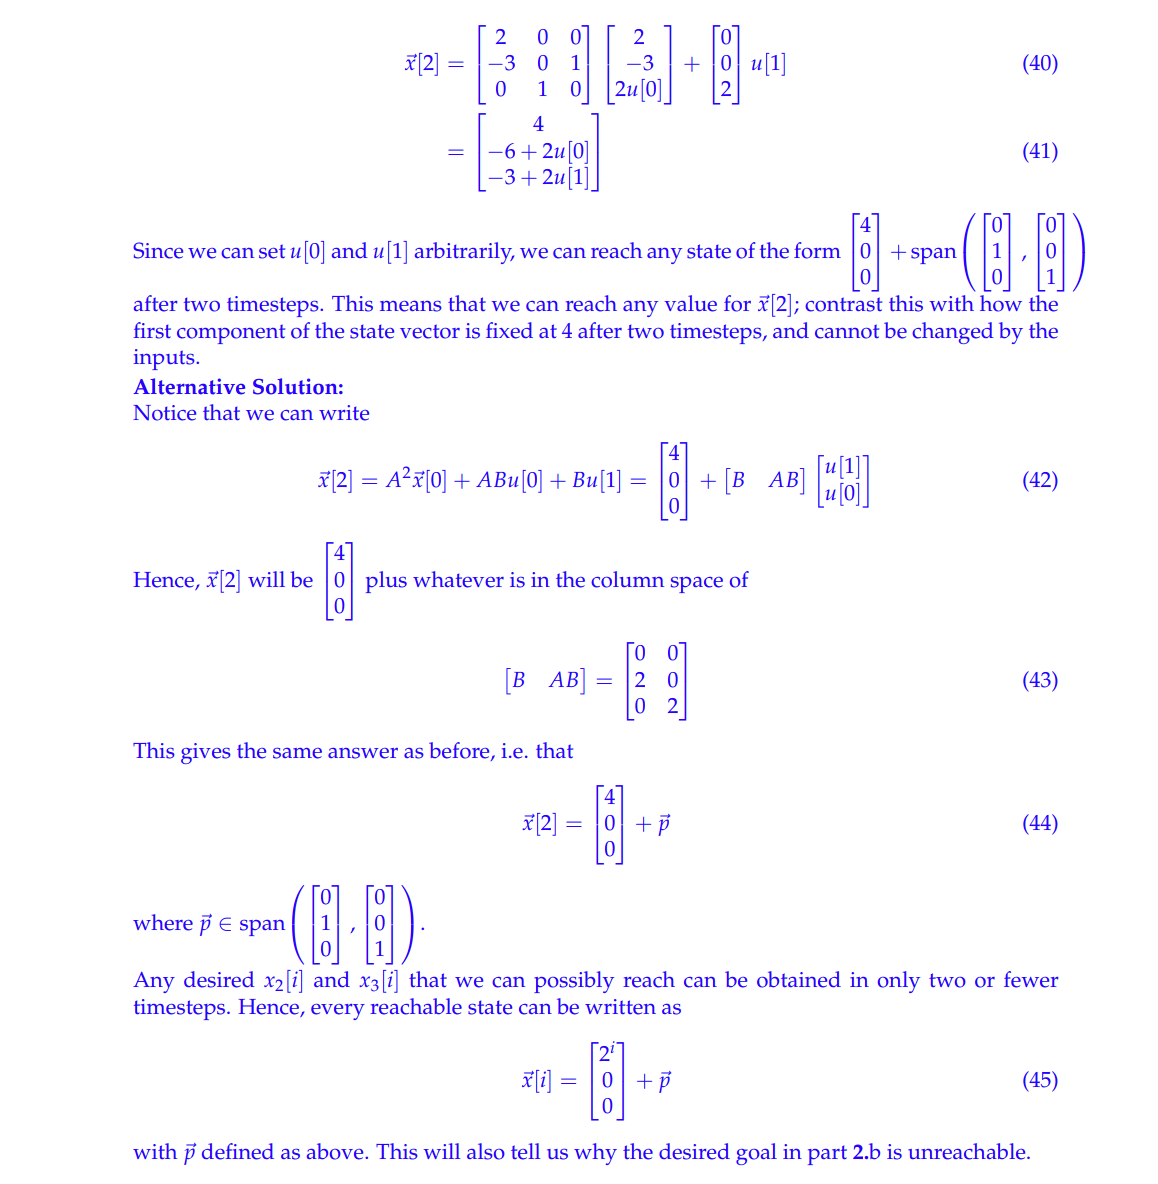 $\vec{x}[2] = \begin{bmatrix} 2 & 0 & 0 \\ -3 & 0 & 1 \\ 0 & 1 & 0 \end{bmatrix} \begin{bmatrix} 2 \\ -3 \\ 2u[0] \end{bmatrix} + \begin{bmatrix} 0 \\ 0 \\ 2 \end{bmatrix} u[1]$ (40)
$= \begin{bmatrix} 4 \\ -6 + 2u[0] \\ -3 + 2u[1] \end{bmatrix}$ (41)
Since we can set $u[0]$ and $u[1]$ arbitrarily, we can reach any state of the form $\begin{bmatrix} 4 \\ 0 \\ 0 \end{bmatrix} + \text{span}\left( \begin{bmatrix} 0 \\ 1 \\ 0 \end{bmatrix}, \begin{bmatrix} 0 \\ 0 \\ 1 \end{bmatrix} \right)$
after two timesteps. This means that we can reach any value for $\vec{x}[2]$; contrast this with how the
first component of the state vector is fixed at 4 after two timesteps, and cannot be changed by the
inputs.
Alternative Solution:
Notice that we can write
$\vec{x}[2] = A^2\vec{x}[0] + ABu[0] + Bu[1] = \begin{bmatrix} 4 \\ 0 \\ 0 \end{bmatrix} + \begin{bmatrix} B & AB \end{bmatrix} \begin{bmatrix} u[1] \\ u[0] \end{bmatrix}$ (42)
Hence, $\vec{x}[2]$ will be $\begin{bmatrix} 4 \\ 0 \\ 0 \end{bmatrix}$ plus whatever is in the column space of
$\begin{bmatrix} B & AB \end{bmatrix} = \begin{bmatrix} 0 & 0 \\ 2 & 0 \\ 0 & 2 \end{bmatrix}$ (43)
This gives the same answer as before, i.e. that
$\vec{x}[2] = \begin{bmatrix} 4 \\ 0 \\ 0 \end{bmatrix} + \vec{p}$ (44)
where $\vec{p} \in \text{span}\left( \begin{bmatrix} 0 \\ 1 \\ 0 \end{bmatrix}, \begin{bmatrix} 0 \\ 0 \\ 1 \end{bmatrix} \right)$.
Any desired $x_2[i]$ and $x_3[i]$ that we can possibly reach can be obtained in only two or fewer
timesteps. Hence, every reachable state can be written as
$\vec{x}[i] = \begin{bmatrix} 2^i \\ 0 \\ 0 \end{bmatrix} + \vec{p}$ (45)
with $\vec{p}$ defined as above. This will also tell us why the desired goal in part 2.b is unreachable.